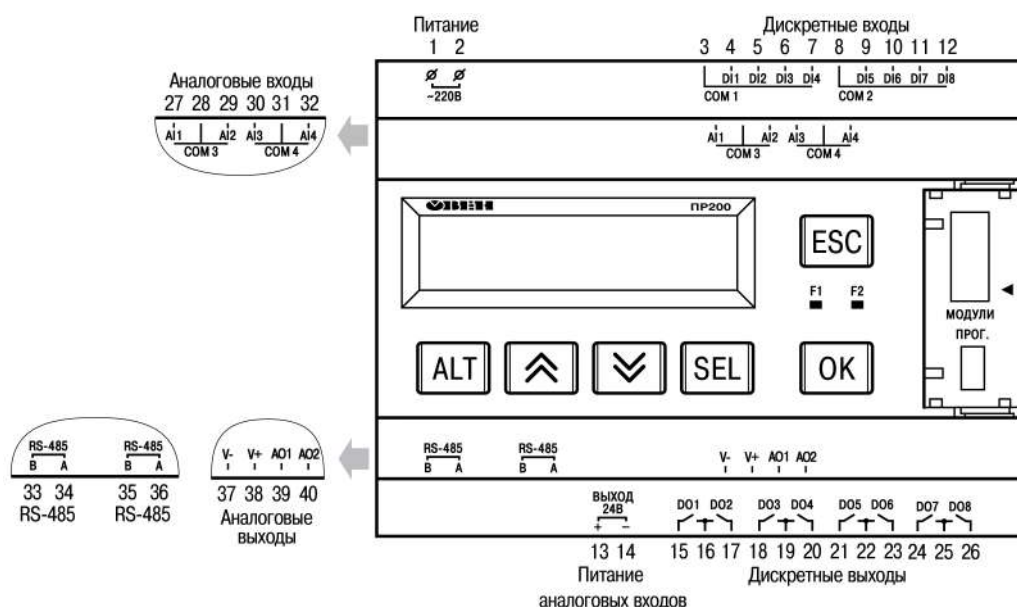 Питание
1 2
Дискретные входы
3 4 5 6 7 8 9 10 11 12
~220В
DI1 DI2 DI3 DI4 DI5 DI6 DI7 DI8
COM 1 COM 2
Аналоговые входы
27 28 29 30 31 32
AI1 AI2 AI3 AI4
COM 3 COM 4
AI1 AI2 AI3 AI4
COM 3 COM 4
ОВЕН ПР200
ESC
F1 F2
МОДУЛИ
ПРОГ.
ALT SEL OK
RS-485 RS-485
B A B A
33 34 35 36
RS-485 RS-485
V- V+ AO1 AO2
37 38 39 40
Аналоговые
выходы
RS-485 RS-485
B A B A
V- V+ AO1 AO2
ВЫХОД
24В
+ –
DO1 DO2 DO3 DO4 DO5 DO6 DO7 DO8
13 14 15 16 17 18 19 20 21 22 23 24 25 26
Питание
аналоговых входов
Дискретные выходы